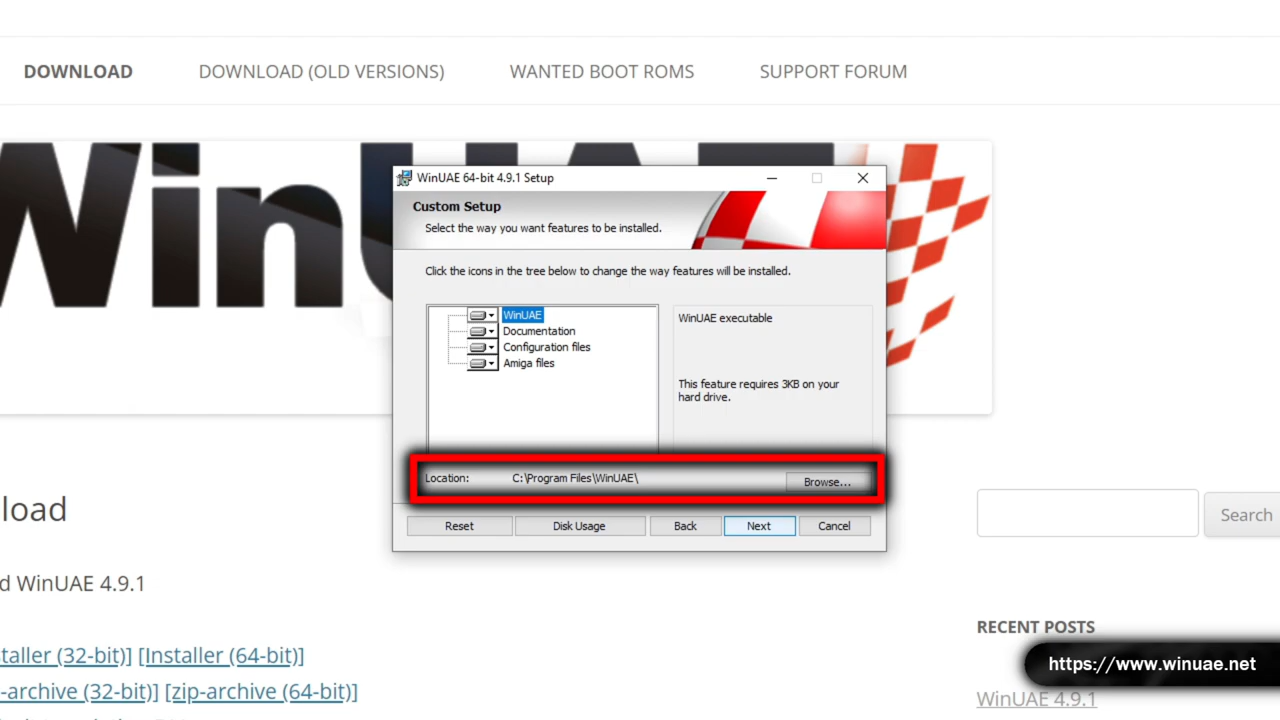 DOWNLOAD
DOWNLOAD (OLD VERSIONS)
WANTED BOOT ROMS
SUPPORT FORUM
WinUAE
WinUAE 64-bit 4.9.1 Setup
Custom Setup
Select the way you want features to be installed.
Click the icons in the tree below to change the way features will be installed.
WinUAE
Documentation
Configuration files
Amiga files
WinUAE executable
This feature requires 3KB on your
hard drive.
Location: C:\Program Files\WinUAE\
Browse...
Reset
Disk Usage
Back
Next
Cancel
load
d WinUAE 4.9.1
staller (32-bit)] [Installer (64-bit)]
-archive (32-bit)] [zip-archive (64-bit)]
Search
RECENT POSTS
https://www.winuae.net
WinUAE 4.9.1